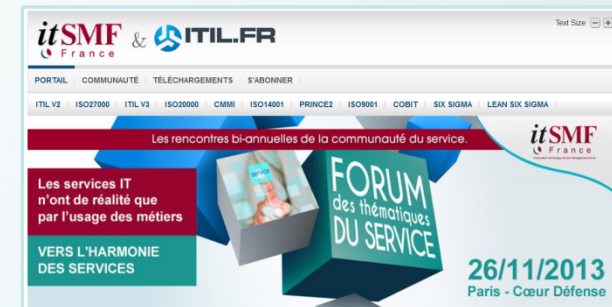 Text Size
itSMF France & ITIL.FR
PORTAIL COMMUNAUTÉ TÉLÉCHARGEMENTS S'ABONNER
ITIL V2 ISO27000 ITIL V3 ISO20000 CMMI ISO14001 PRINCE2 ISO9001 COBIT SIX SIGMA LEAN SIX SIGMA
Les rencontres bi-annuelles de la communauté du service.
itSMF
France
Les services IT
n'ont de réalité que
par l'usage des métiers
VERS L'HARMONIE
DES SERVICES
SERVICE
FORUM
des thématiques
DU SERVICE
26/11/2013
Paris - Cœur Défense